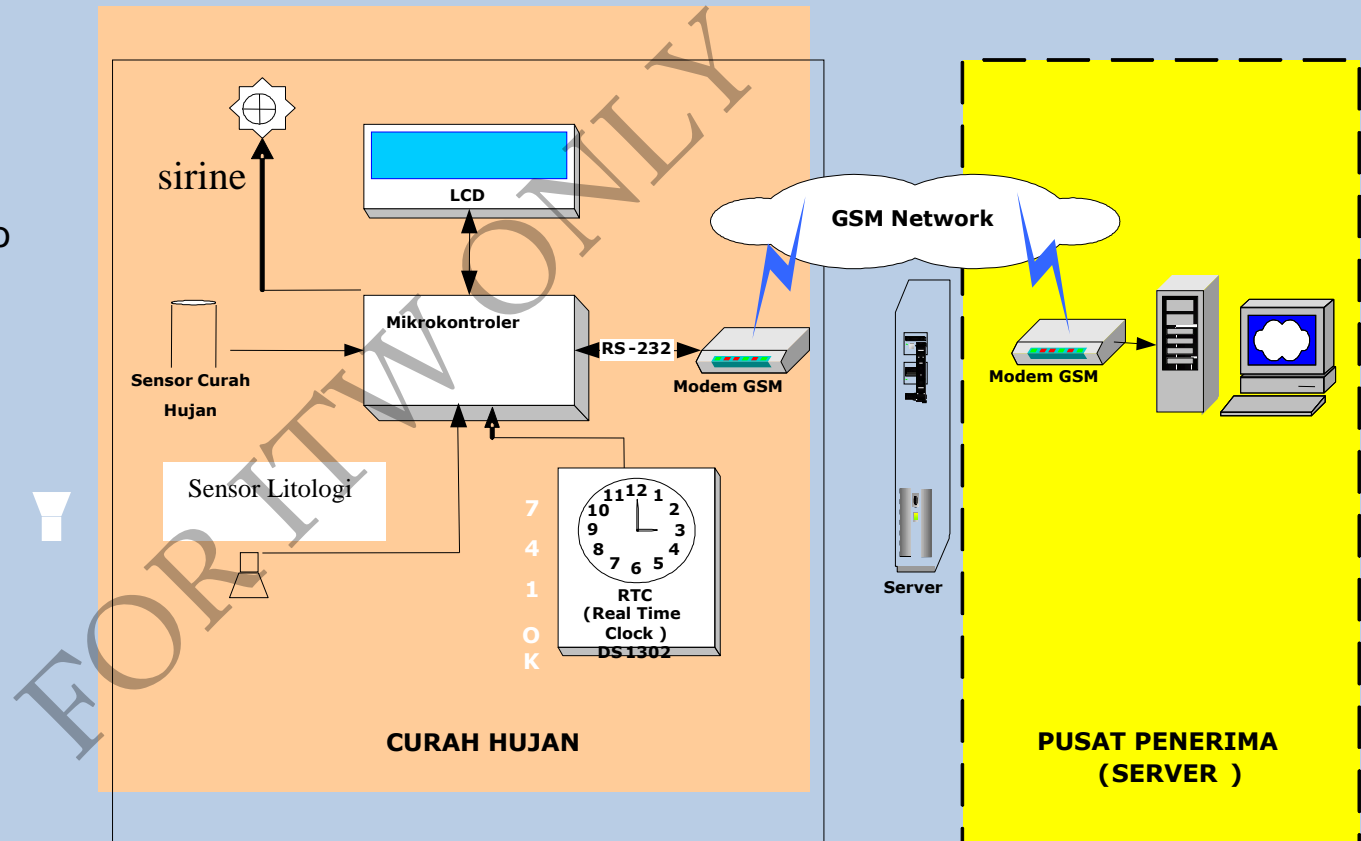 sirine
LCD
GSM Network
Mikrokontroler
RS-232
Modem GSM
Modem GSM
Sensor Curah
Hujan
Sensor Litologi
11 12 1
10 2
9 3
8 4
7 6 5
RTC
(Real Time
Clock )
DS1302
7
4
1
O
K
Server
CURAH HUJAN
PUSAT PENERIMA
(SERVER )
FOR ITW ONLY